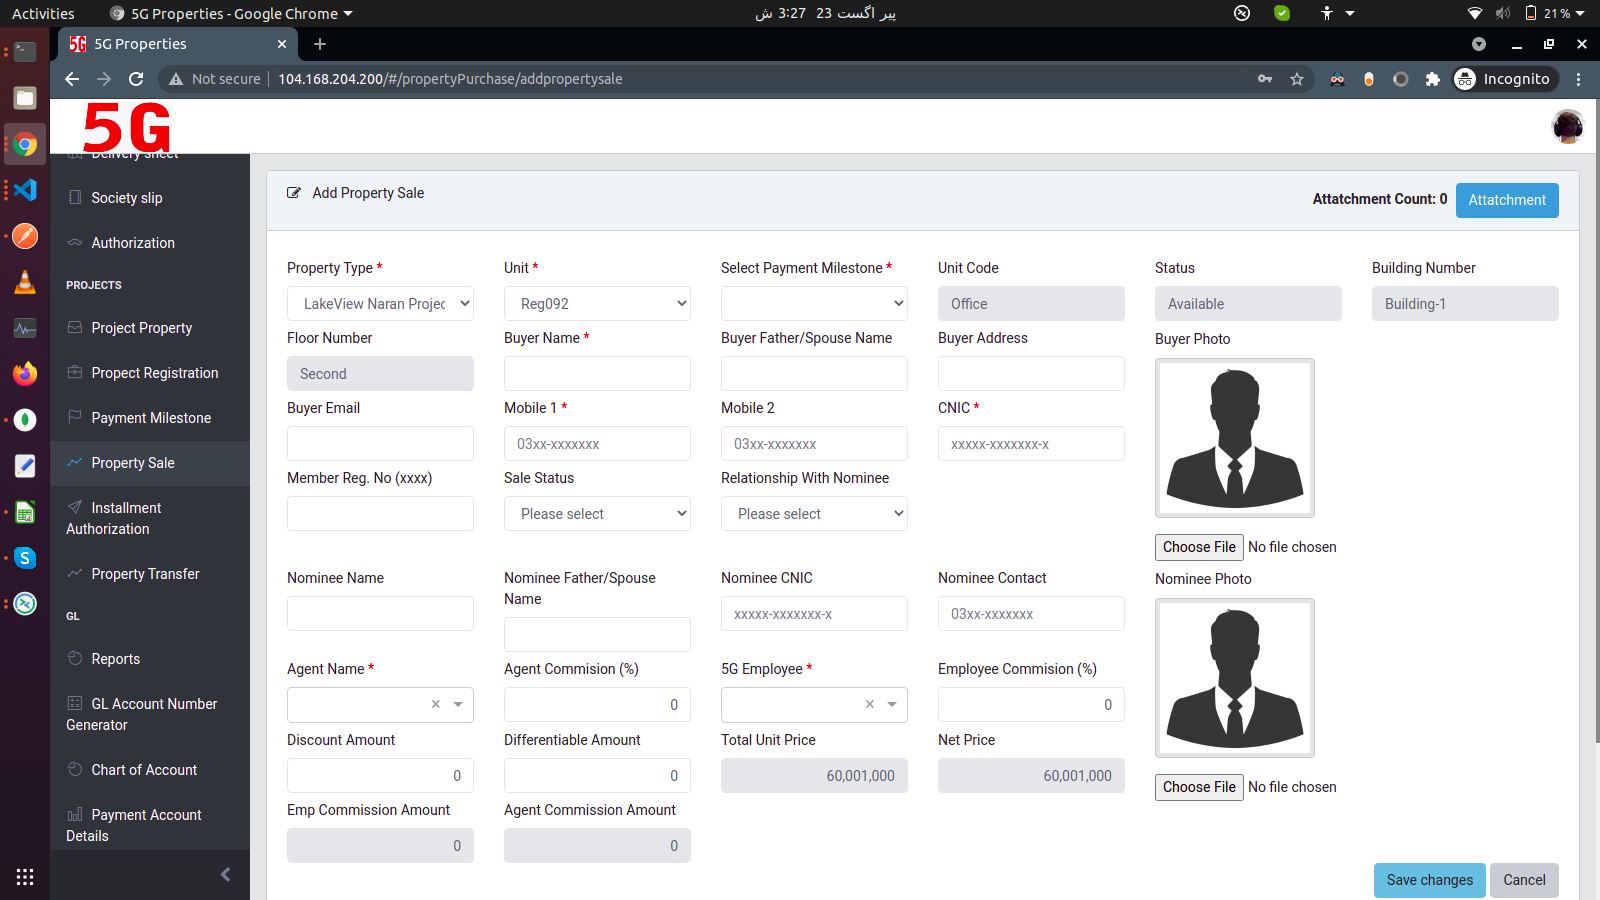 Activities
5G Properties - Google Chrome
پیر اگست 23  3:27 ش
21 %
5G 5G Properties
Not secure
104.168.204.200/#/propertyPurchase/addpropertysale
Incognito
5G
Delivery sheet
Society slip
Authorization
PROJECTS
Project Property
Propect Registration
Payment Milestone
Property Sale
Installment
Authorization
Property Transfer
GL
Reports
GL Account Number
Generator
Chart of Account
Payment Account
Details
Add Property Sale
Attatchment Count: 0
Attatchment
Property Type *
Unit *
Select Payment Milestone *
Unit Code
Status
Building Number
LakeView Naran Projec
Reg092
Office
Available
Building-1
Floor Number
Buyer Name *
Buyer Father/Spouse Name
Buyer Address
Buyer Photo
Second
Buyer Email
Mobile 1 *
Mobile 2
CNIC *
03xx-xxxxxxx
03xx-xxxxxxx
xxxxx-xxxxxxx-x
Member Reg. No (xxxx)
Sale Status
Relationship With Nominee
Please select
Please select
Choose File No file chosen
Nominee Name
Nominee Father/Spouse
Name
Nominee CNIC
Nominee Contact
Nominee Photo
xxxxx-xxxxxxx-x
03xx-xxxxxxx
Agent Name *
Agent Commision (%)
5G Employee *
Employee Commision (%)
0
0
Discount Amount
Differentiable Amount
Total Unit Price
Net Price
0
0
60,001,000
60,001,000
Choose File No file chosen
Emp Commission Amount
Agent Commission Amount
0
0
Save changes
Cancel